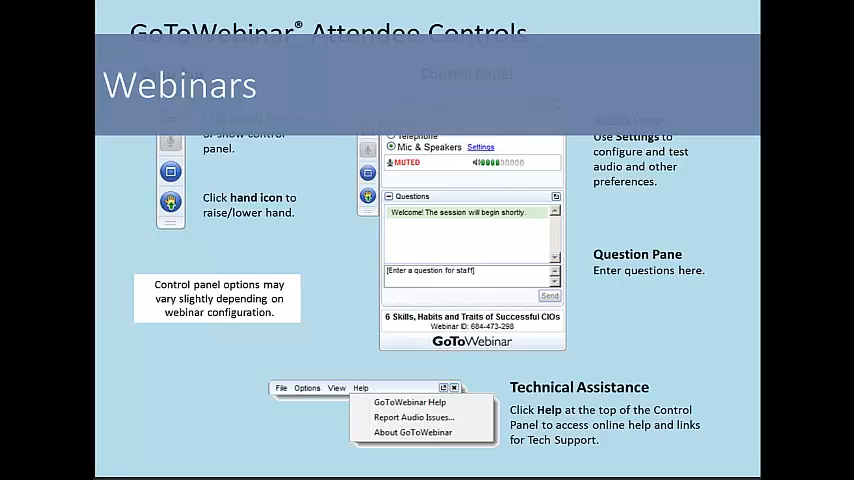 GoToWebinar® Attendee Controls
Webinars
Control Panel
or show control
panel.
Click hand icon to
raise/lower hand.
Control panel options may
vary slightly depending on
webinar configuration.
Telephone
Mic & Speakers Settings
MUTED
Questions
Welcome! The session will begin shortly.
[Enter a question for staff]
Send
6 Skills, Habits and Traits of Successful CIOs
Webinar ID: 684-473-298
GoToWebinar
Audio Pane
Use Settings to
configure and test
audio and other
preferences.
Question Pane
Enter questions here.
File Options View Help
GoToWebinar Help
Report Audio Issues...
About GoToWebinar
Technical Assistance
Click Help at the top of the Control
Panel to access online help and links
for Tech Support.